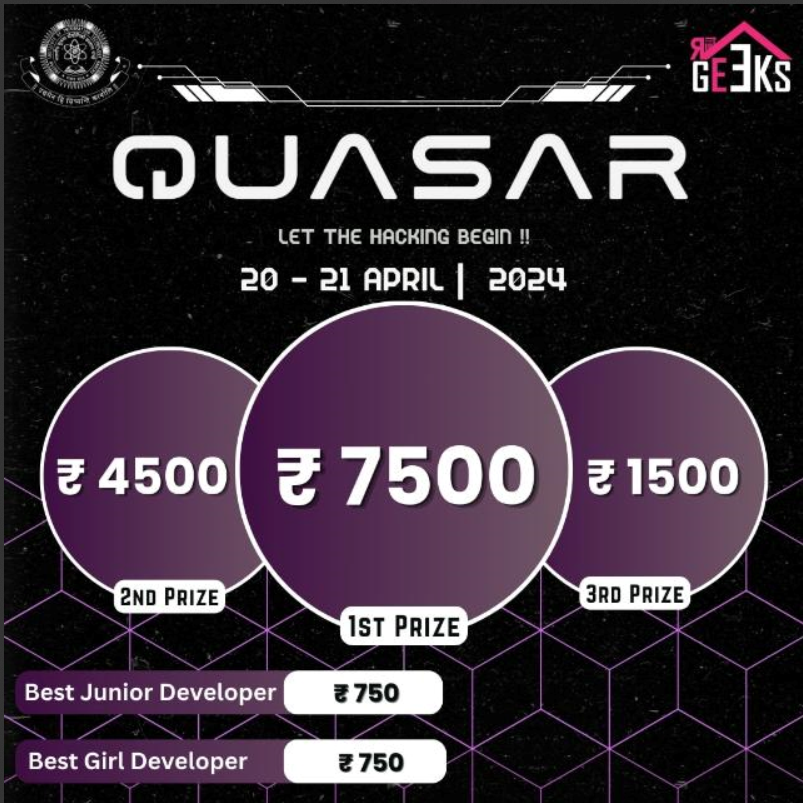 GEEKS
QUASAR
LET THE HACKING BEGIN !!
20 - 21 APRIL | 2024
₹ 4500
₹ 7500
₹ 1500
2ND PRIZE
1ST PRIZE
3RD PRIZE
Best Junior Developer ₹ 750
Best Girl Developer ₹ 750